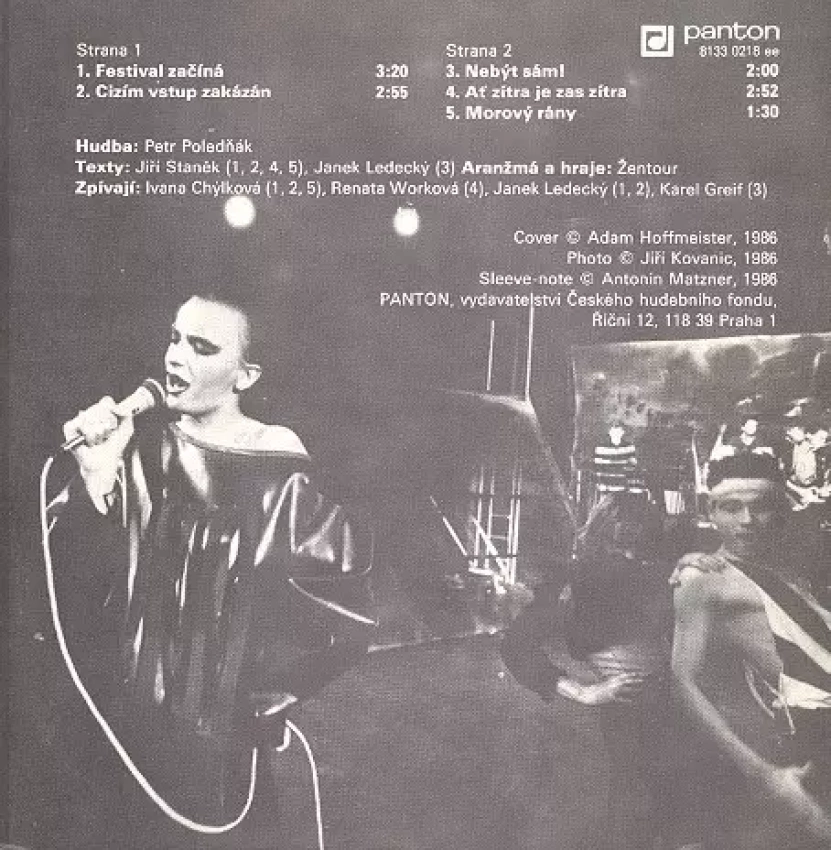 panton
8133 0218 ee
Strana 1
1. Festival začíná 3:20
2. Cizím vstup zakázán 2:55
Strana 2
3. Nebýt sám! 2:00
4. Ať zítra je zas zítra 2:52
5. Morový rány 1:30
Hudba: Petr Poledňák
Texty: Jiří Staněk (1, 2, 4, 5), Janek Ledecký (3) Aranžmá a hraje: Žentour
Zpívají: Ivana Chýlková (1, 2, 5), Renata Worková (4), Janek Ledecký (1, 2), Karel Greif (3)
Cover © Adam Hoffmeister, 1986
Photo © Jiří Kovanic, 1986
Sleeve-note © Antonín Matzner, 1986
PANTON, vydavatelství Českého hudebního fondu,
Říční 12, 118 39 Praha 1